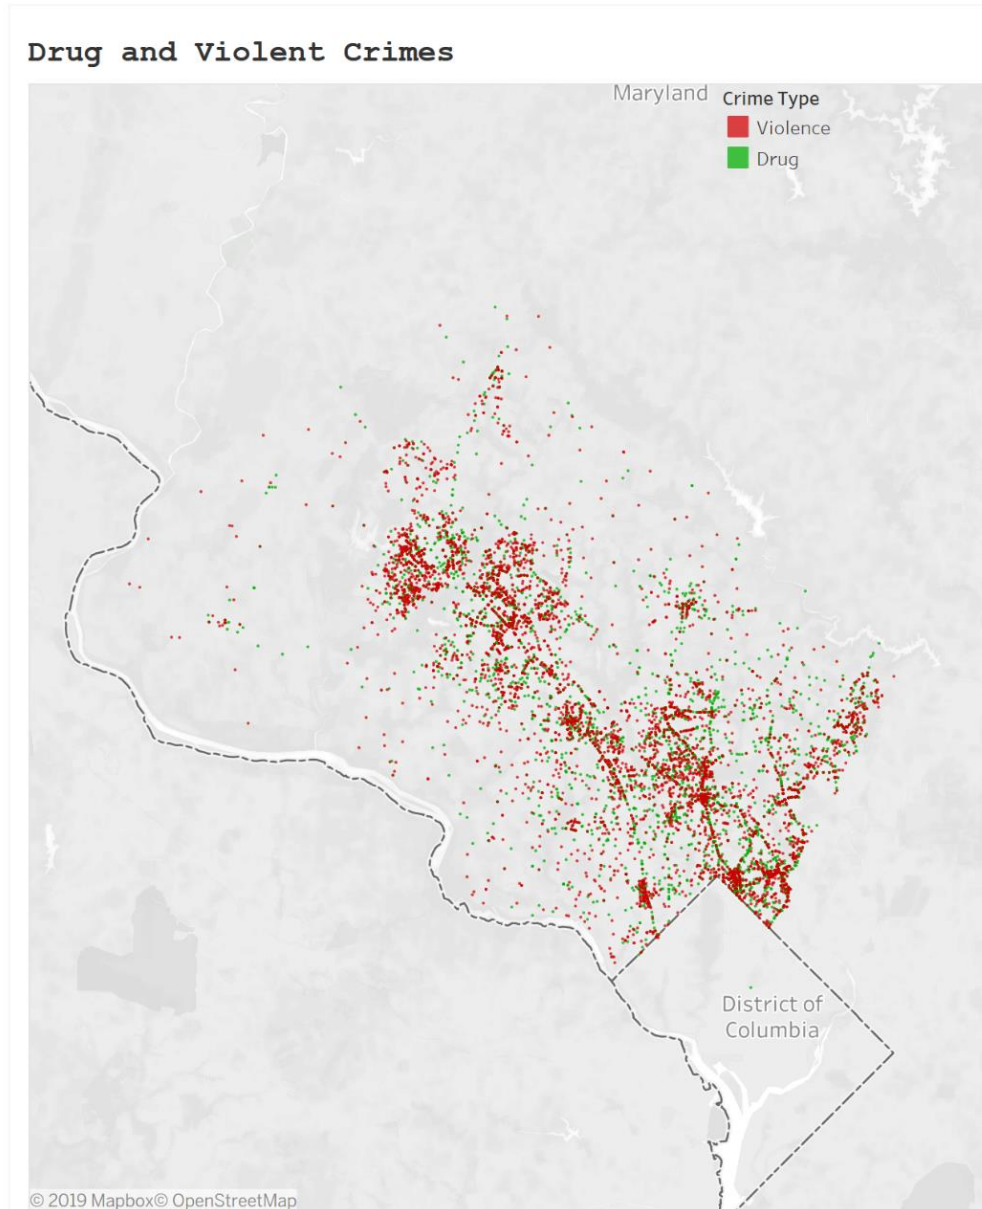 Drug and Violent Crimes
Maryland
Crime Type
Violence
Drug
District of
Columbia
© 2019 Mapbox© OpenStreetMap